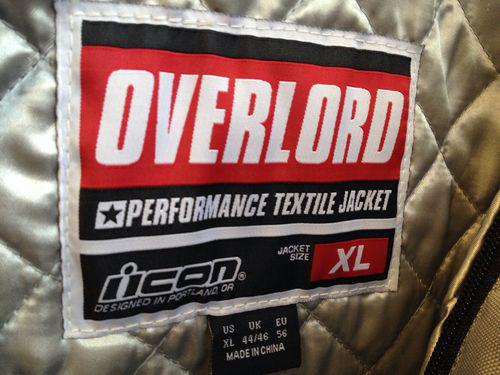 OVERLORD
PERFORMANCE TEXTILE JACKET
icon®
DESIGNED IN PORTLAND, OR
JACKET SIZE
XL
US UK EU
XL 44/46 56
MADE IN CHINA